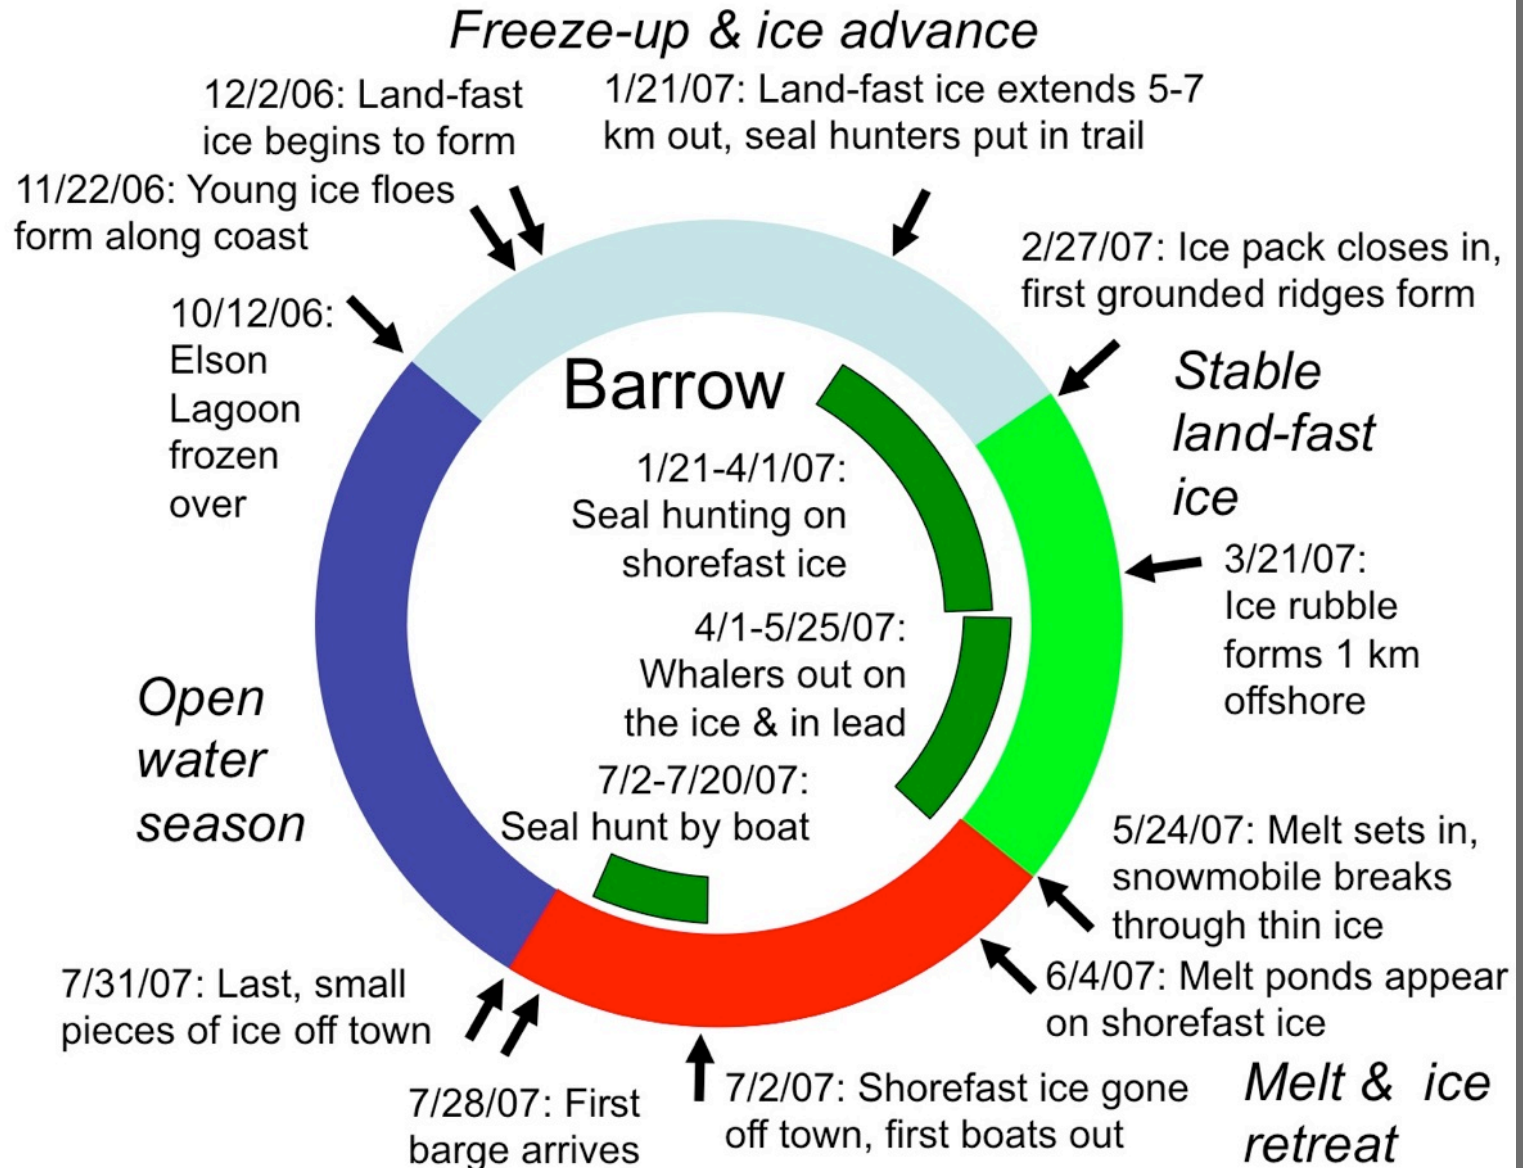 Freeze-up & ice advance
12/2/06: Land-fast
ice begins to form
1/21/07: Land-fast ice extends 5-7
km out, seal hunters put in trail
11/22/06: Young ice floes
form along coast
2/27/07: Ice pack closes in,
first grounded ridges form
10/12/06:
Elson
Lagoon
frozen
over
Barrow
Stable
land-fast
ice
1/21-4/1/07:
Seal hunting on
shorefast ice
3/21/07:
Ice rubble
forms 1 km
offshore
4/1-5/25/07:
Whalers out on
the ice & in lead
Open
water
season
7/2-7/20/07:
Seal hunt by boat
5/24/07: Melt sets in,
snowmobile breaks
through thin ice
6/4/07: Melt ponds appear
on shorefast ice
7/31/07: Last, small
pieces of ice off town
7/28/07: First
barge arrives
7/2/07: Shorefast ice gone
off town, first boats out
Melt & ice
retreat